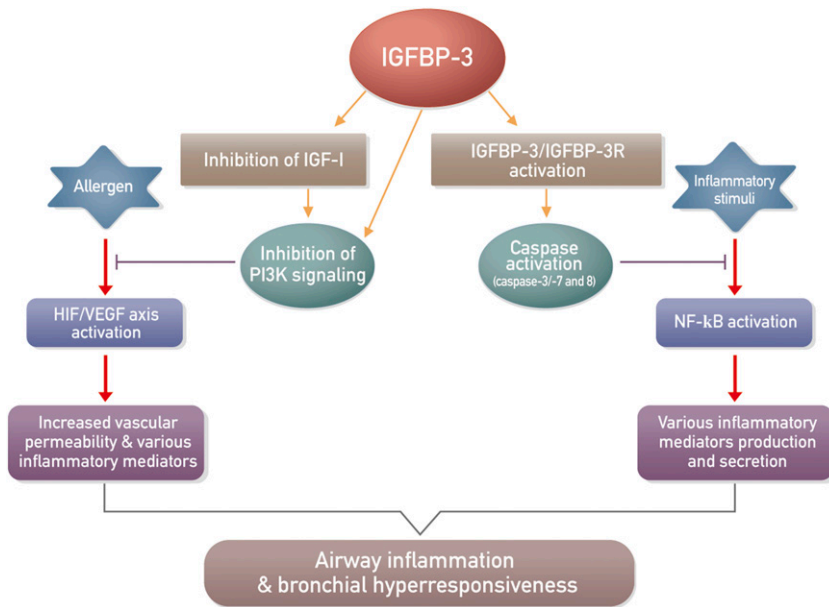 IGFBP-3
Inhibition of IGF-I
IGFBP-3/IGFBP-3R
activation
Allergen
Inflammatory
stimuli
Inhibition of
PI3K signaling
Caspase
activation
(caspase-3/-7 and 8)
HIF/VEGF axis
activation
NF-kB activation
Increased vascular
permeability & various
inflammatory mediators
Various inflammatory
mediators production
and secretion
Airway inflammation
& bronchial hyperresponsiveness